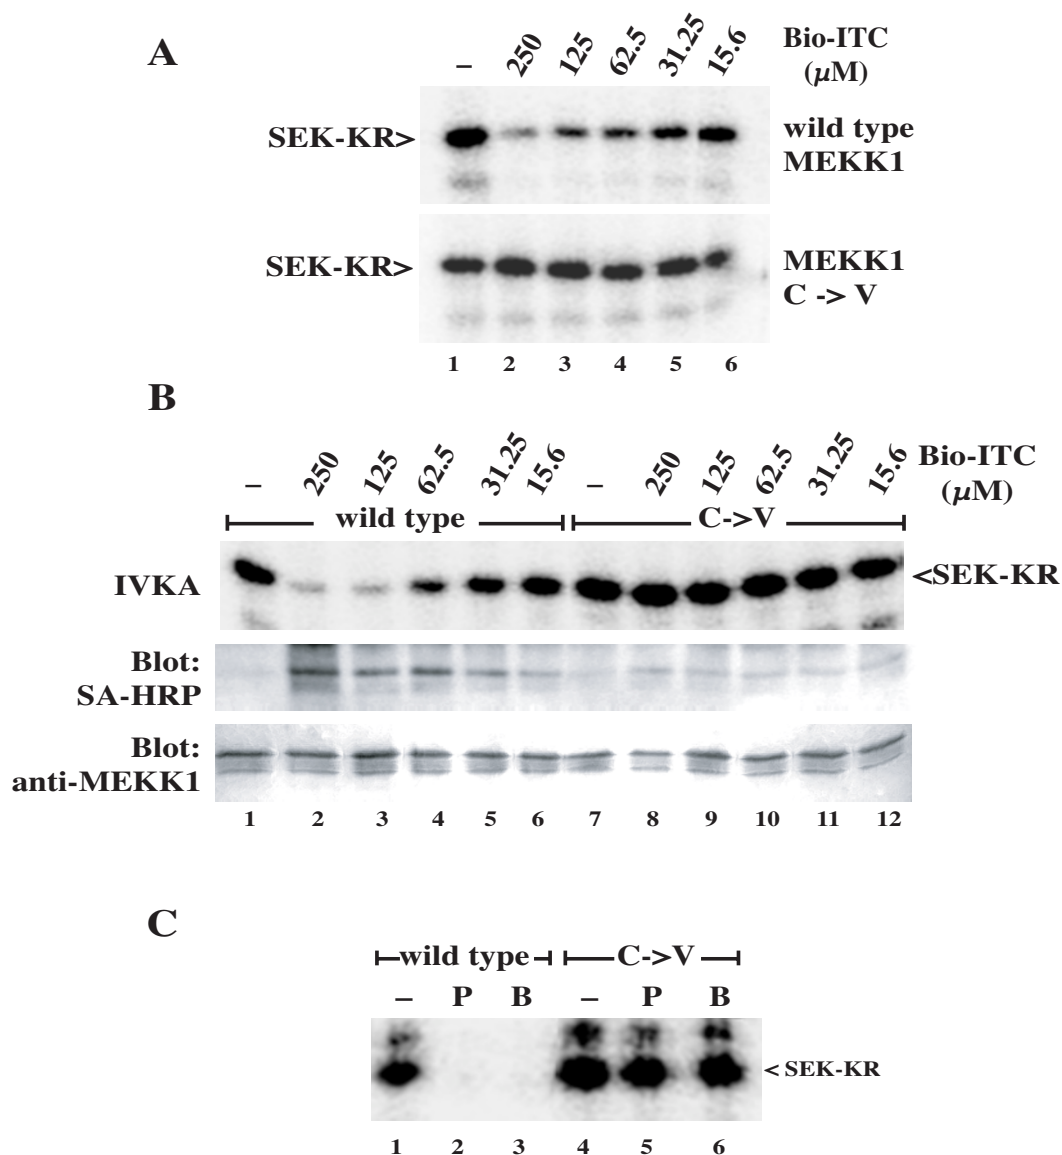 A
– 250 125 62.5 31.25 15.6 Bio-ITC
(μM)
SEK-KR> wild type
MEKK1
SEK-KR> MEKK1
C -> V
1 2 3 4 5 6
B
– 250 125 62.5 31.25 15.6 – 250 125 62.5 31.25 15.6 Bio-ITC
(μM)
wild type C->V
IVKA <SEK-KR
Blot:
SA-HRP
Blot:
anti-MEKK1
1 2 3 4 5 6 7 8 9 10 11 12
C
wild type C->V
– P B – P B
< SEK-KR
1 2 3 4 5 6